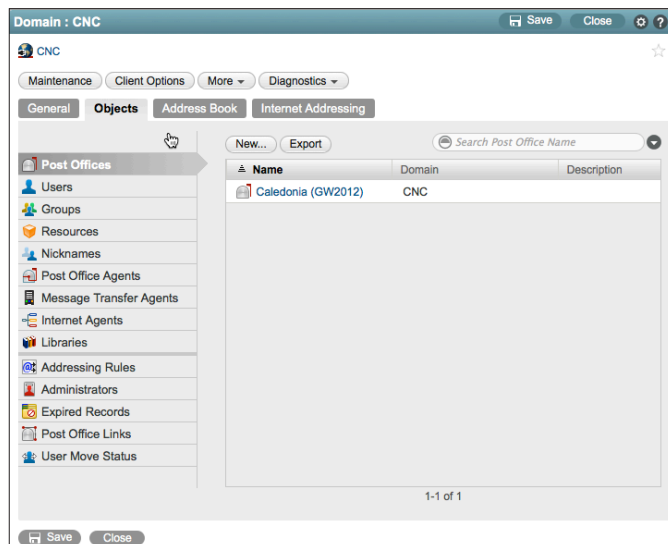 Domain : CNC Save Close ?
CNC
Maintenance Client Options More Diagnostics
General Objects Address Book Internet Addressing
New... Export Search Post Office Name
Post Offices
Users
Groups
Resources
Nicknames
Post Office Agents
Message Transfer Agents
Internet Agents
Libraries
Addressing Rules
Administrators
Expired Records
Post Office Links
User Move Status
Name Domain Description
Caledonia (GW2012) CNC
1-1 of 1
Save Close